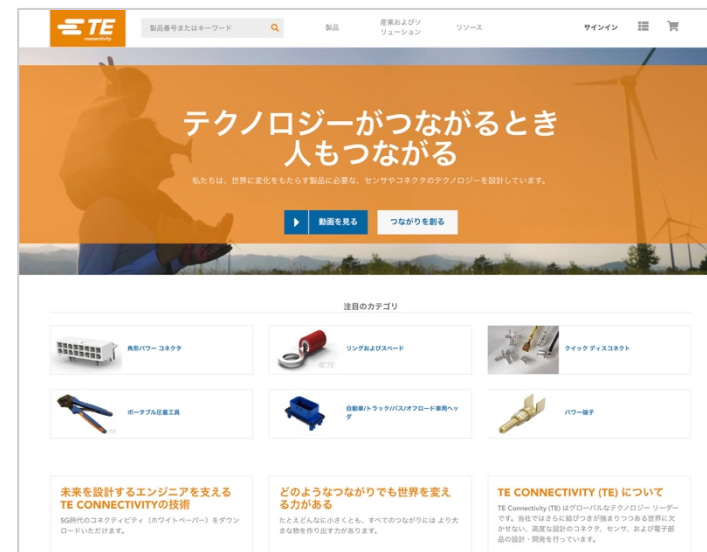 TE
connectivity
製品番号またはキーワード
製品
産業およびソ
リューション
リソース
サインイン
テクノロジーがつながるとき
人もつながる
私たちは、世界に変化をもたらす製品に必要な、センサやコネクタのテクノロジーを設計しています。
動画を見る
つながりを創る
注目のカテゴリ
角形パワー コネクタ
リングおよびスペード
クイック ディスコネクト
ポータブル圧着工具
自動車/トラック/バス/オフロード車用ヘッ
ダ
パワー端子
未来を設計するエンジニアを支える
TE CONNECTIVITYの技術
5G時代のコネクティビティ（ホワイトペーパー）をダウン
ロードいただけます。
どのようなつながりでも世界を変え
る力がある
たとえどんなに小さくとも、すべてのつながりには より大
きな物を作り出す力があります。
TE CONNECTIVITY (TE) について
TE Connectivity (TE) はグローバルなテクノロジー リーダー
です。当社ではさらに結びつきが強まりつつある世界に欠
かせない、高度な設計のコネクタ、センサ、および電子部
品の設計・開発を行っています。